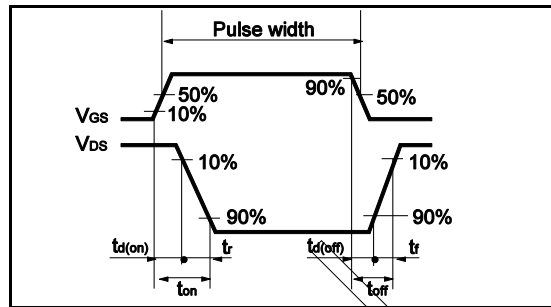 Pulse width
90%
50%
50%
10%
VGS
VDS
10%
10%
90%
90%
td(on)
tr
td(off)
tf
ton
toff